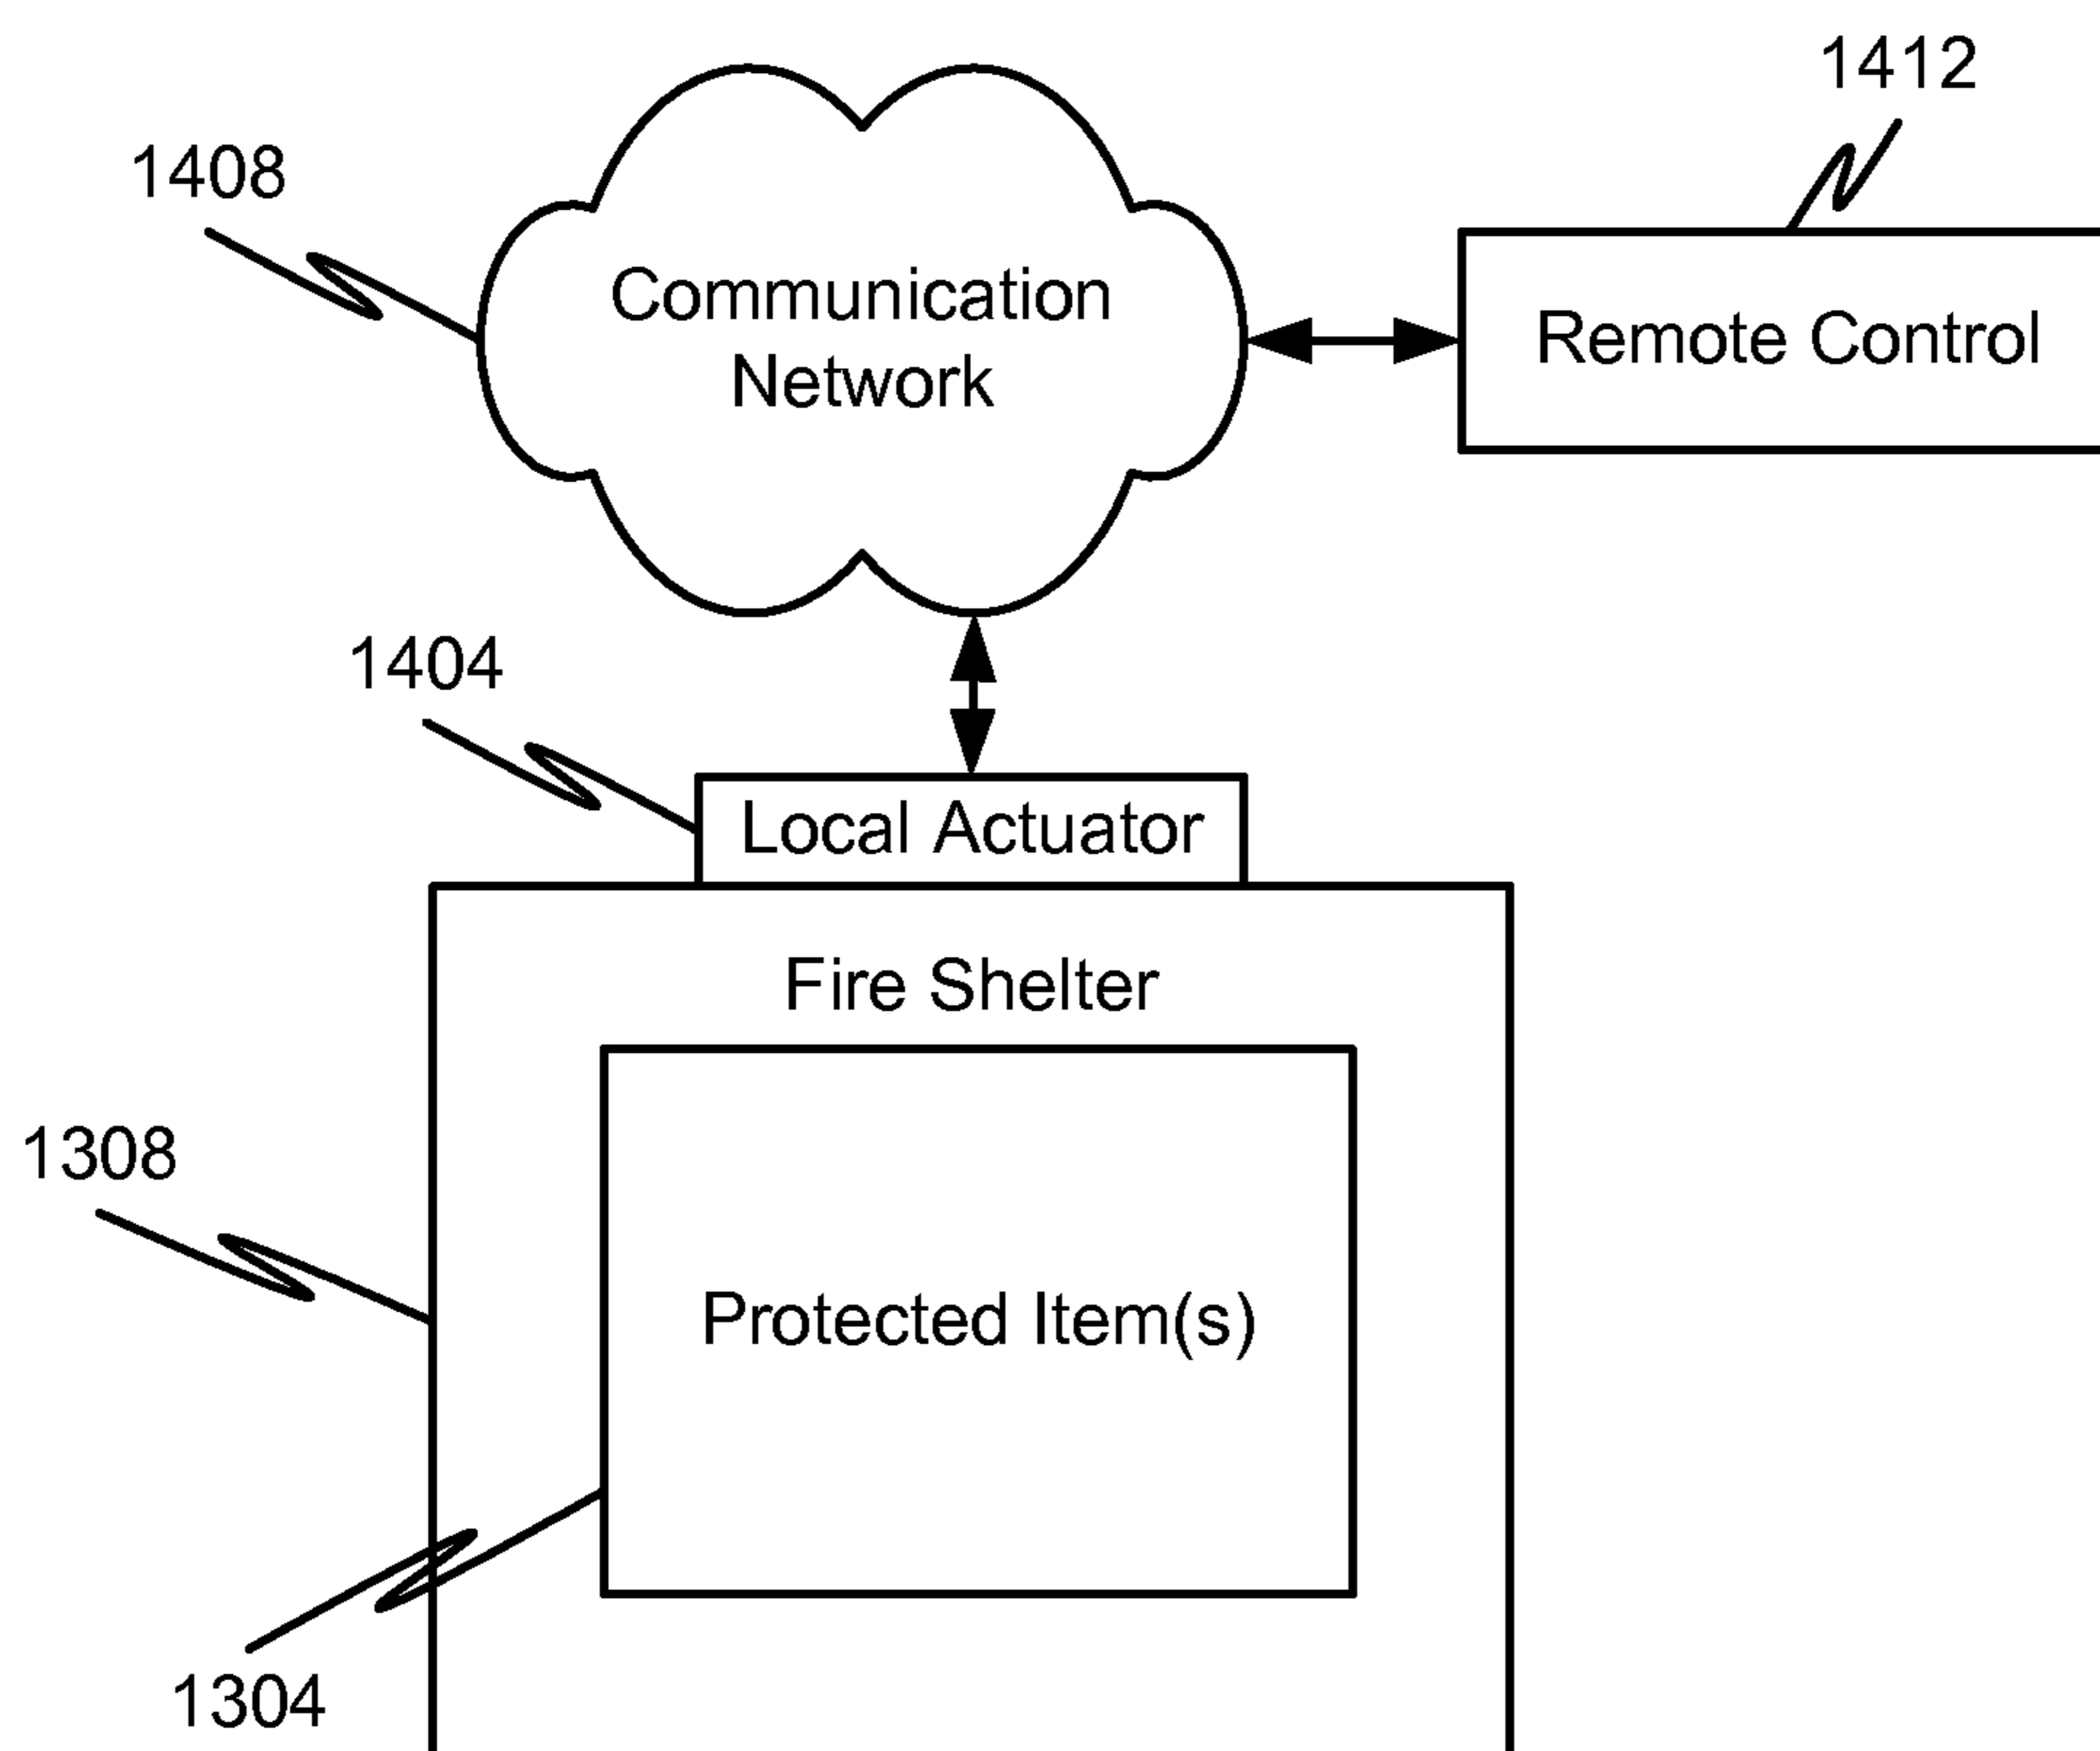 1412
1408
Communication
Network
Remote Control
1404
Local Actuator
Fire Shelter
1308
Protected Item(s)
1304